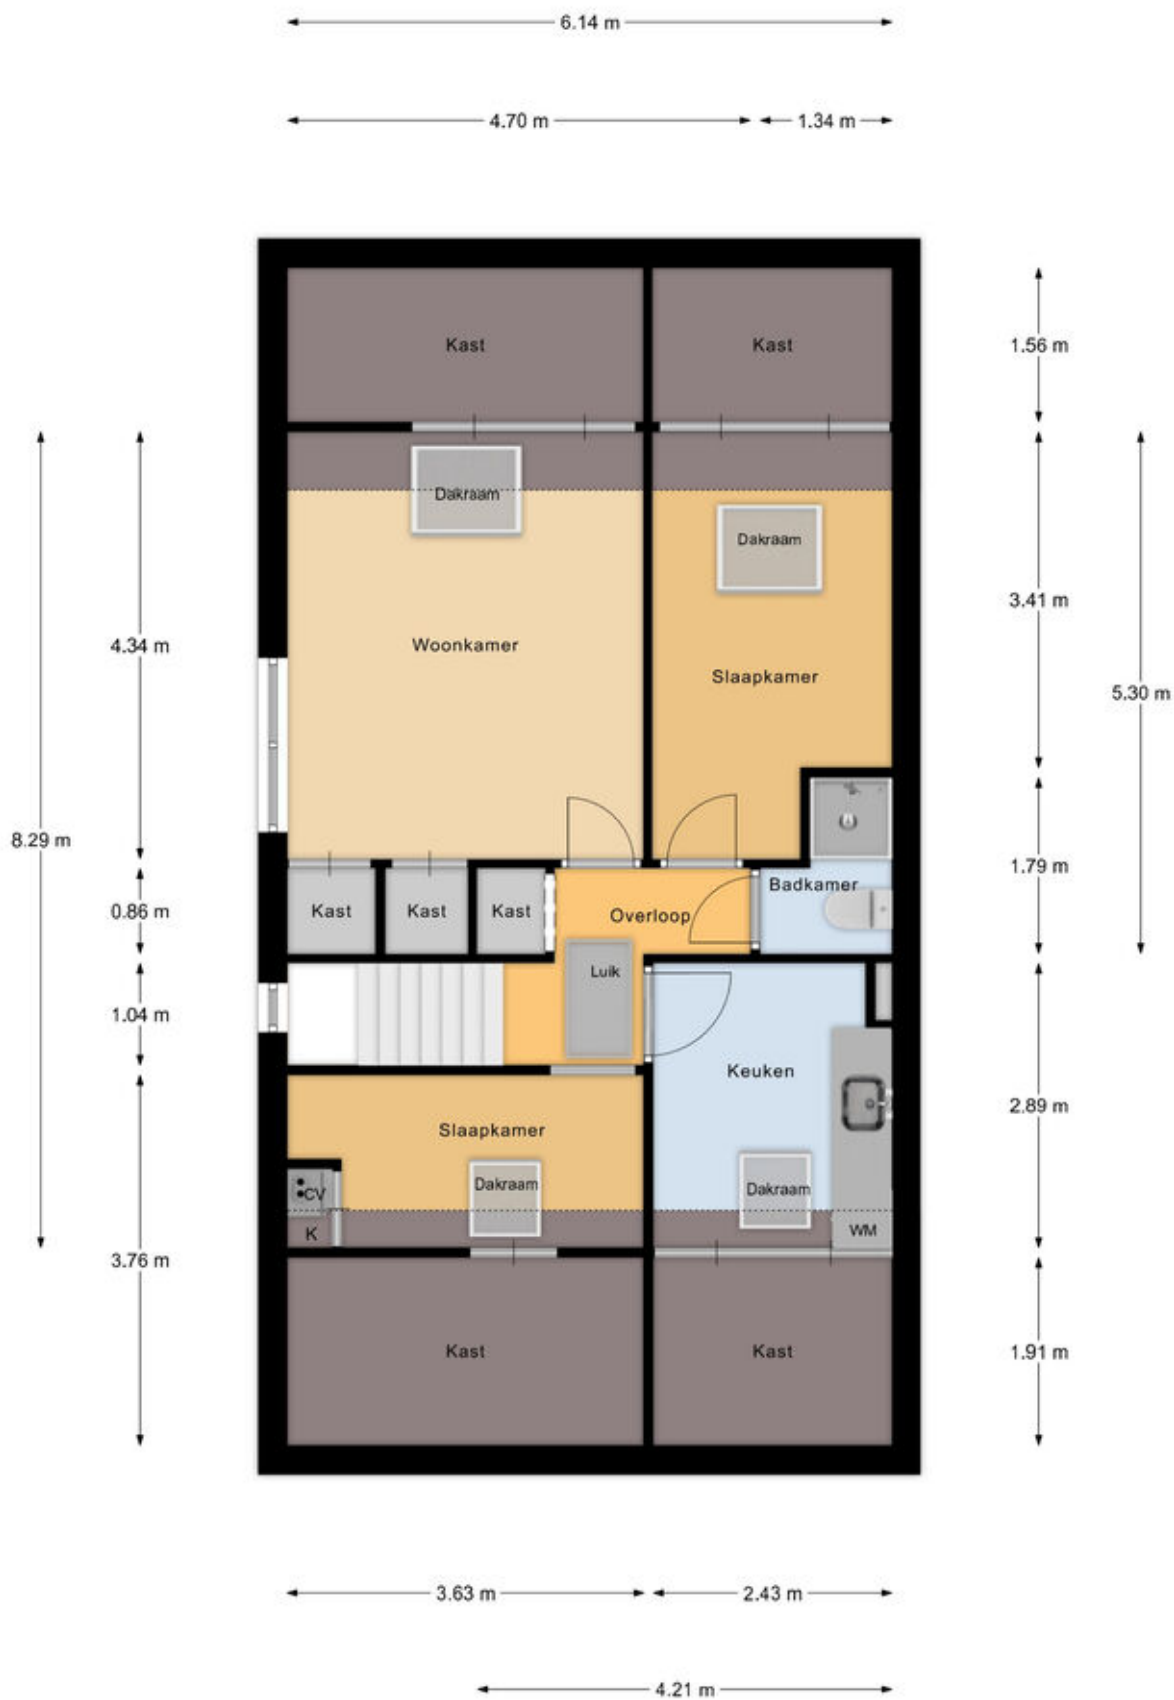 6.14 m
4.70 m
1.34 m
Kast
Kast
1.56 m
Dakraam
Dakraam
3.41 m
4.34 m
Woonkamer
Slaapkamer
5.30 m
8.29 m
1.79 m
Badkamer
0.86 m
Kast
Kast
Kast
Overloop
Luik
1.04 m
Keuken
2.89 m
Slaapkamer
Dakraam
Dakraam
CV
K
WM
3.76 m
Kast
Kast
1.91 m
3.63 m
2.43 m
4.21 m